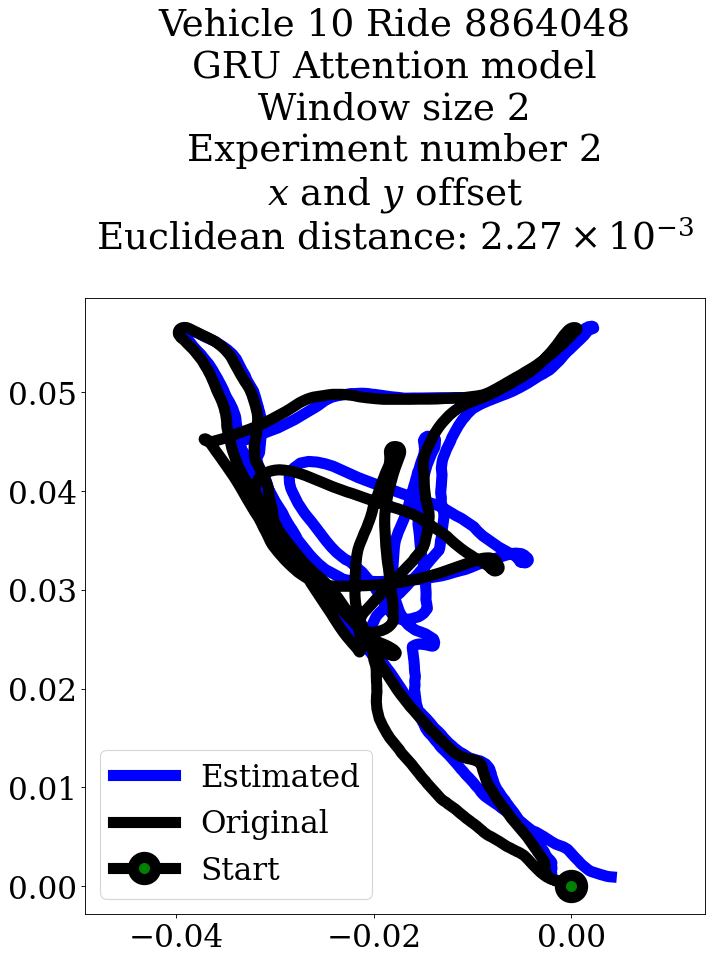 Vehicle 10 Ride 8864048
GRU Attention model
Window size 2
Experiment number 2
x and y offset
Euclidean distance: 2.27 × 10⁻³
0.05
0.04
0.03
0.02
0.01
0.00
Estimated
Original
Start
−0.04
−0.02
0.00